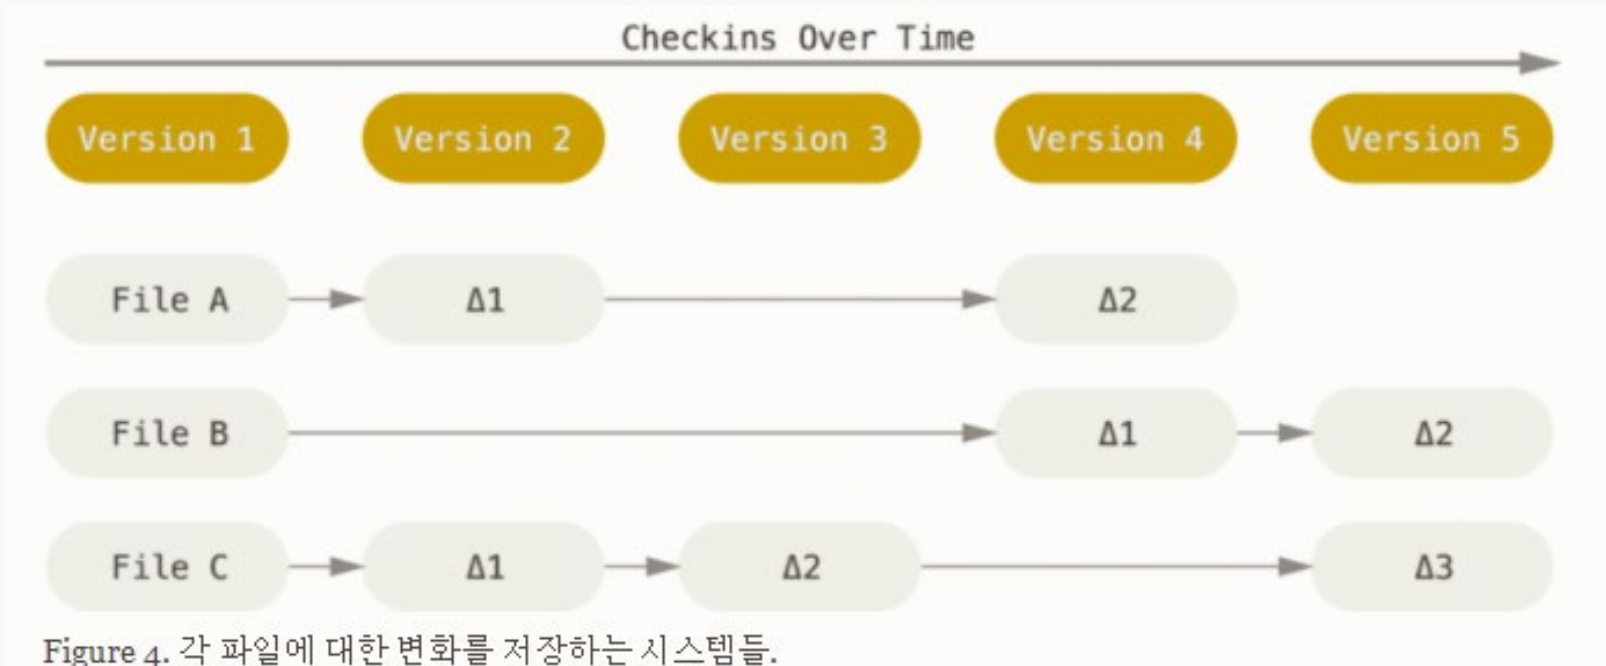 Checkins Over Time
Version 1 Version 2 Version 3 Version 4 Version 5
File A Δ1 Δ2
File B Δ1 Δ2
File C Δ1 Δ2 Δ3
Figure 4. 각 파일에 대한 변화를 저장하는 시스템들.